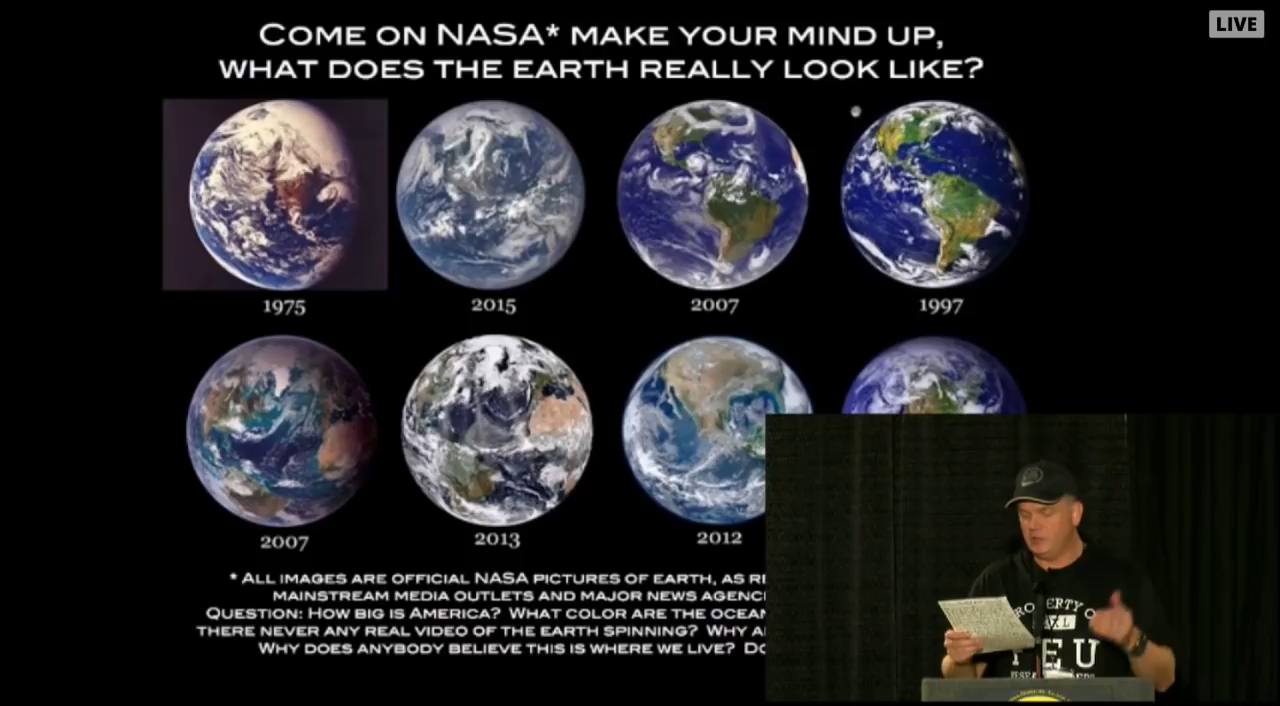 LIVE
COME ON NASA* MAKE YOUR MIND UP,
WHAT DOES THE EARTH REALLY LOOK LIKE?
1975 2015 2007 1997
2007 2013 2012
* ALL IMAGES ARE OFFICIAL NASA PICTURES OF EARTH, AS
MAINSTREAM MEDIA OUTLETS AND MAJOR NEWS
QUESTION: HOW BIG IS AMERICA? WHAT COLOR ARE THE
THERE NEVER ANY REAL VIDEO OF THE EARTH SPINNING? WHY
WHY DOES ANYBODY BELIEVE THIS IS WHERE WE LIVE?
XXL